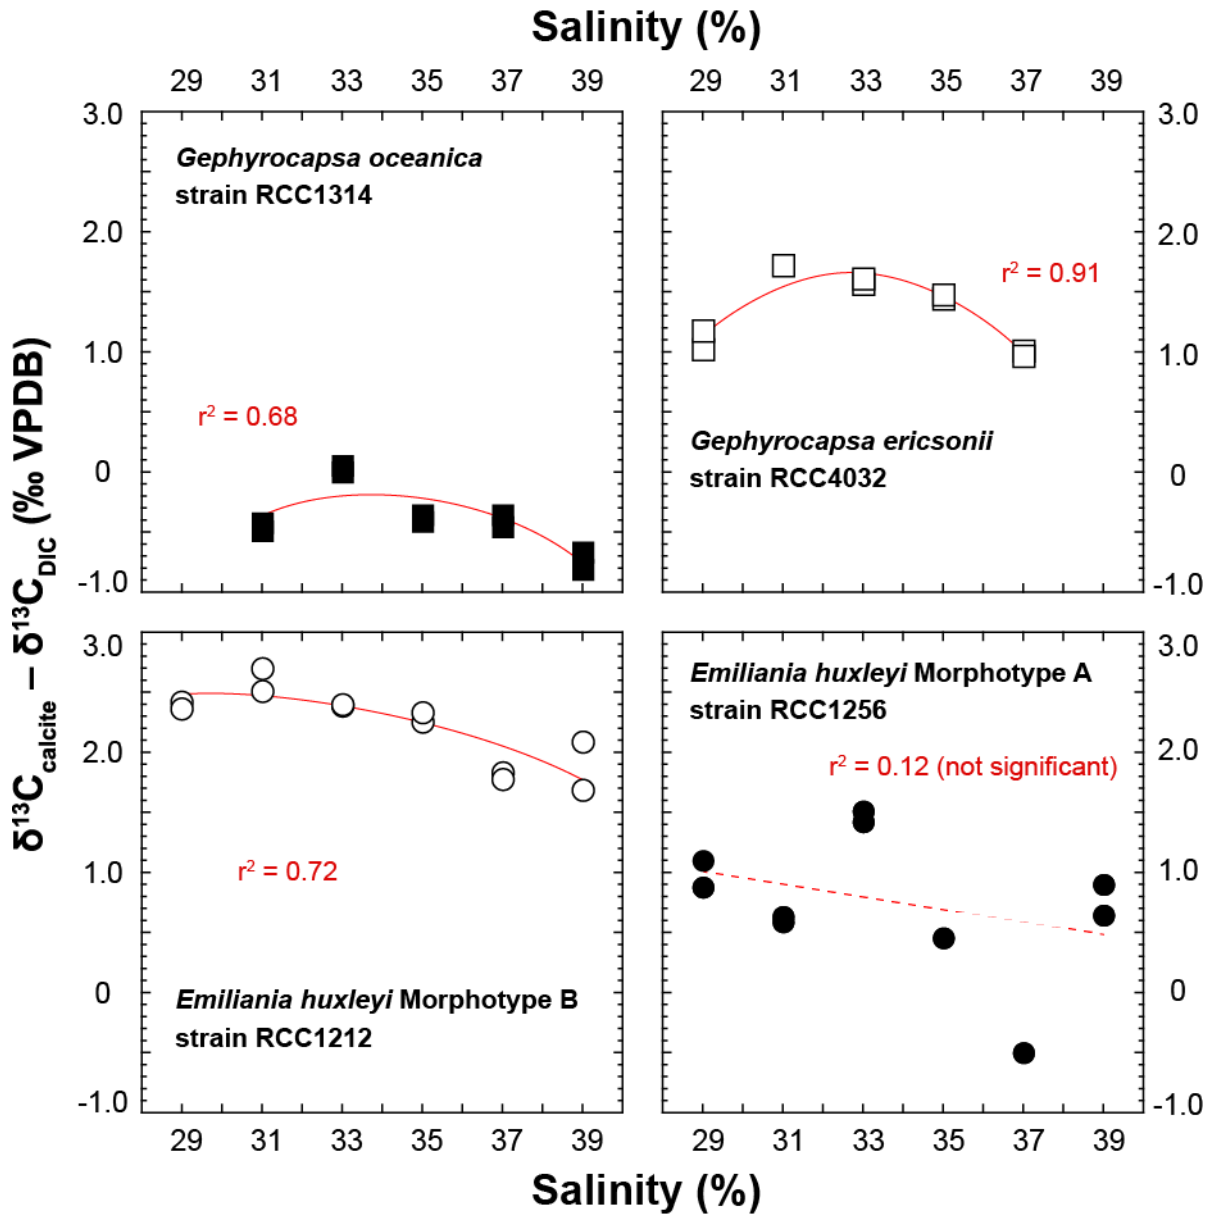 Salinity (%)
29 31 33 35 37 39 29 31 33 35 37 39
3.0 3.0
Gephyrocapsa oceanica
strain RCC1314
2.0 2.0
r² = 0.91
1.0 1.0
r² = 0.68
Gephyrocapsa ericsonii
strain RCC4032
0 0
-1.0 -1.0
δ¹³Ccalcite – δ¹³CDIC (‰ VPDB)
3.0 3.0
Emiliania huxleyi Morphotype A
strain RCC1256
2.0 2.0
r² = 0.12 (not significant)
r² = 0.72
1.0 1.0
0 0
Emiliania huxleyi Morphotype B
strain RCC1212
-1.0 -1.0
29 31 33 35 37 39 29 31 33 35 37 39
Salinity (%)